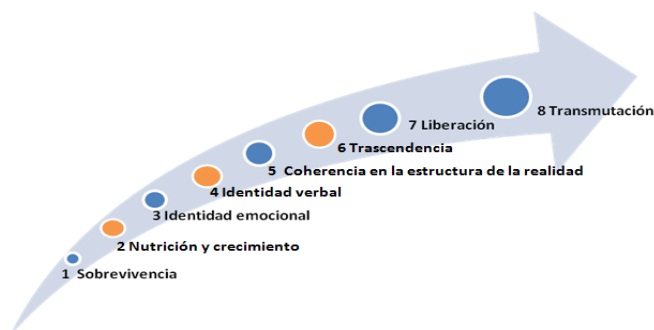 8 Transmutación
7 Liberación
6 Trascendencia
5 Coherencia en la estructura de la realidad
4 Identidad verbal
3 Identidad emocional
2 Nutrición y crecimiento
1 Sobrevivencia